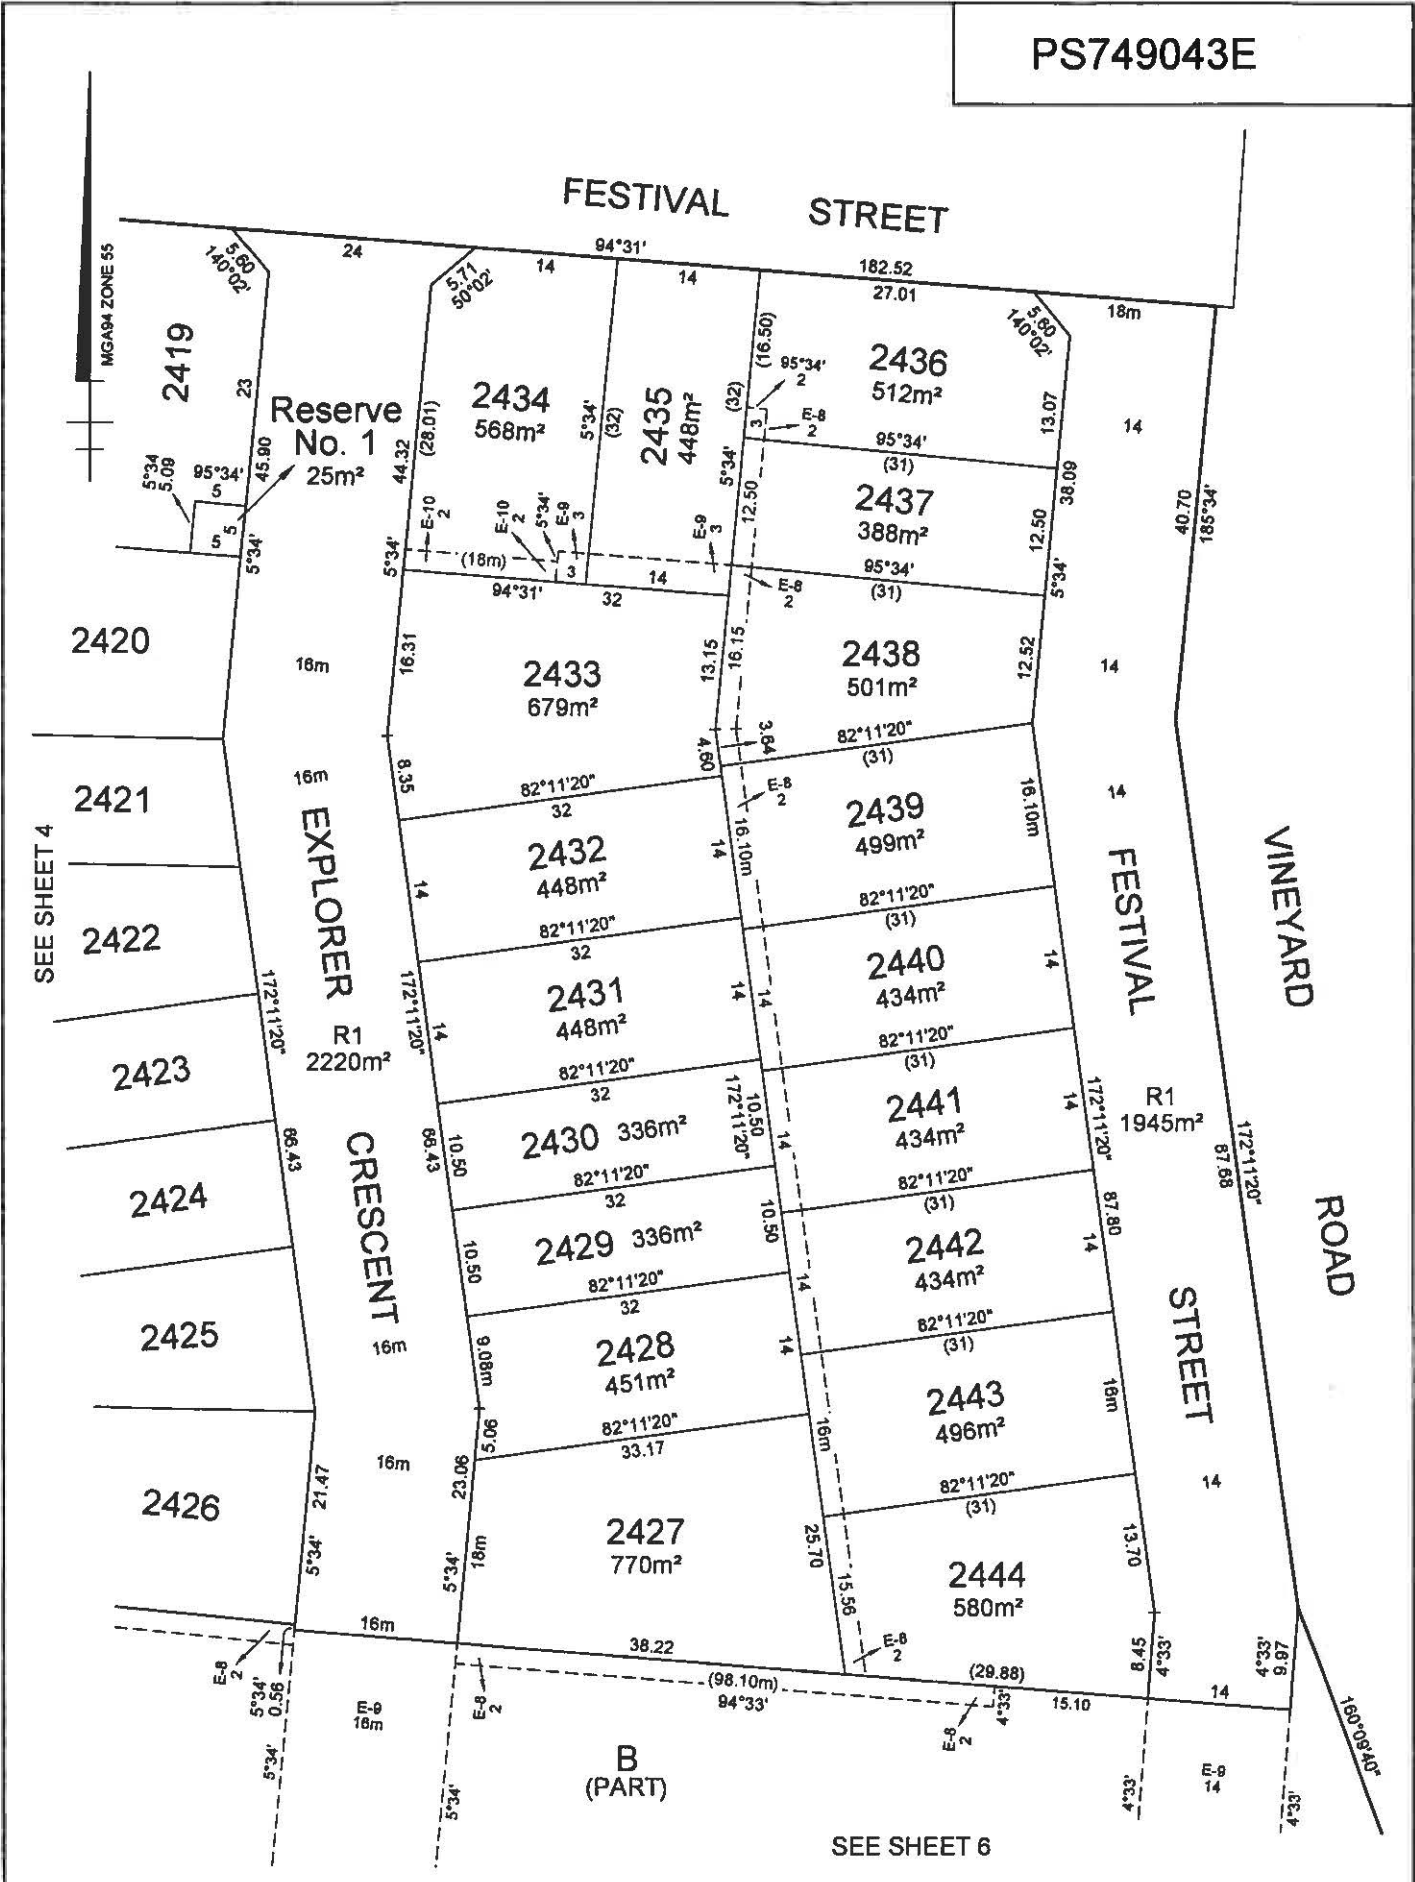 PS749043E
FESTIVAL STREET
94°31'
182.52
24
14
14
27.01
18m
5.60
140°02'
5.71
50°02'
5.60
140°02'
MGA94 ZONE 55
2419
23
45.90
Reserve
No. 1
25m²
5°34
5.09
95°34'
5
5
5
5°34'
44.32
(28.01)
2434
568m²
5°34'
(32)
2435
448m²
(32)
(16.50)
95°34'
2
3
E-8
2
2436
512m²
13.07
14
95°34'
(31)
5°34'
12.50
2437
388m²
38.09
12.50
5°34'
40.70
185°34'
E-10
2
E-10
2
5°34'
E-9
3
E-9
3
5°34'
(18m)
3
14
94°31'
32
95°34'
(31)
E-8
2
2420
16m
16.31
2433
679m²
13.15
16.15
2438
501m²
12.52
14
4.60
3.64
82°11'20"
(31)
SEE SHEET 4
2421
16m
8.35
82°11'20"
32
E-8
2
2439
499m²
16.10m
14
EXPLORER
CRESCENT
2432
448m²
14
14
16.10m
82°11'20"
(31)
FESTIVAL
STREET
VINEYARD
ROAD
2422
82°11'20"
32
2440
434m²
14
172°11'20"
172°11'20"
14
2431
448m²
14
14
82°11'20"
(31)
R1
2220m²
2423
82°11'20"
32
2441
434m²
14
172°11'20"
R1
1945m²
172°11'20"
87.68
66.43
66.43
10.50
2430 336m²
10.50
172°11'20"
14
82°11'20"
(31)
2424
82°11'20"
32
2442
434m²
87.80
14
10.50
2429 336m²
10.50
14
82°11'20"
(31)
2425
82°11'20"
32
16m
9.08m
2428
451m²
14
2443
496m²
16m
16m
82°11'20"
33.17
5.06
16m
23.06
82°11'20"
(31)
14
2426
21.47
5°34'
5°34'
18m
2427
770m²
25.70
15.56
2444
580m²
13.70
8.45
4°33'
4°33'
9.97
16m
38.22
E-8
2
(29.88)
15.10
14
E-8
2
5°34'
0.56
E-9
16m
E-8
2
(98.10m)
94°33'
E-8
2
4°33'
160°09'40"
5°34'
5°34'
B
(PART)
4°33'
E-9
14
4°33'
SEE SHEET 6